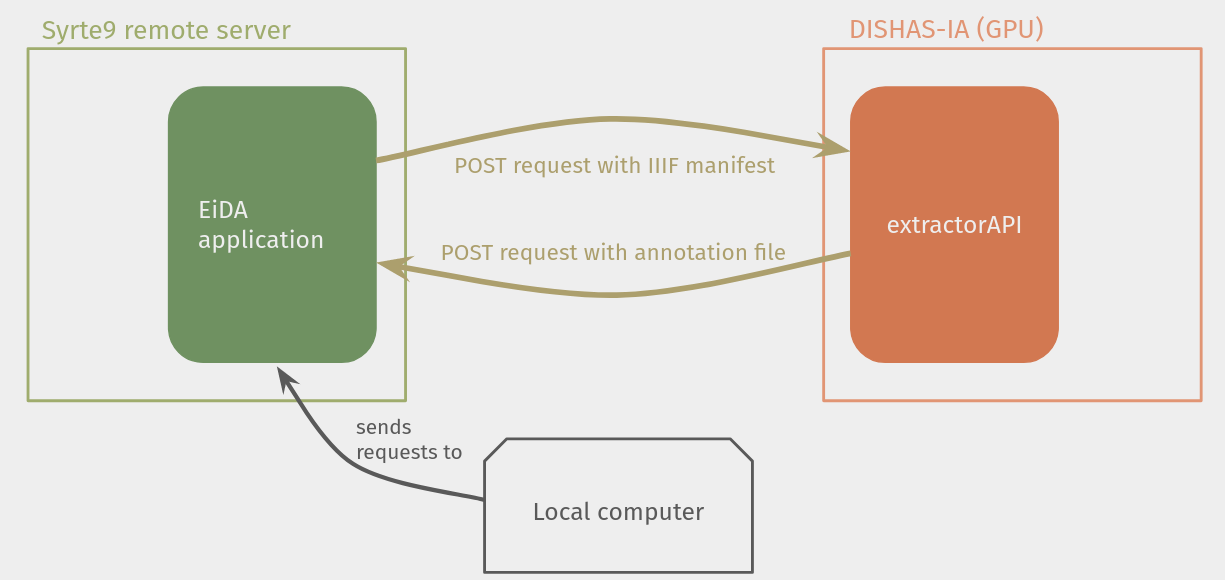 Syrte9 remote server
DISHAS-IA (GPU)
POST request with IIIF manifest
EiDA
application
extractorAPI
POST request with annotation file
sends
requests to
Local computer